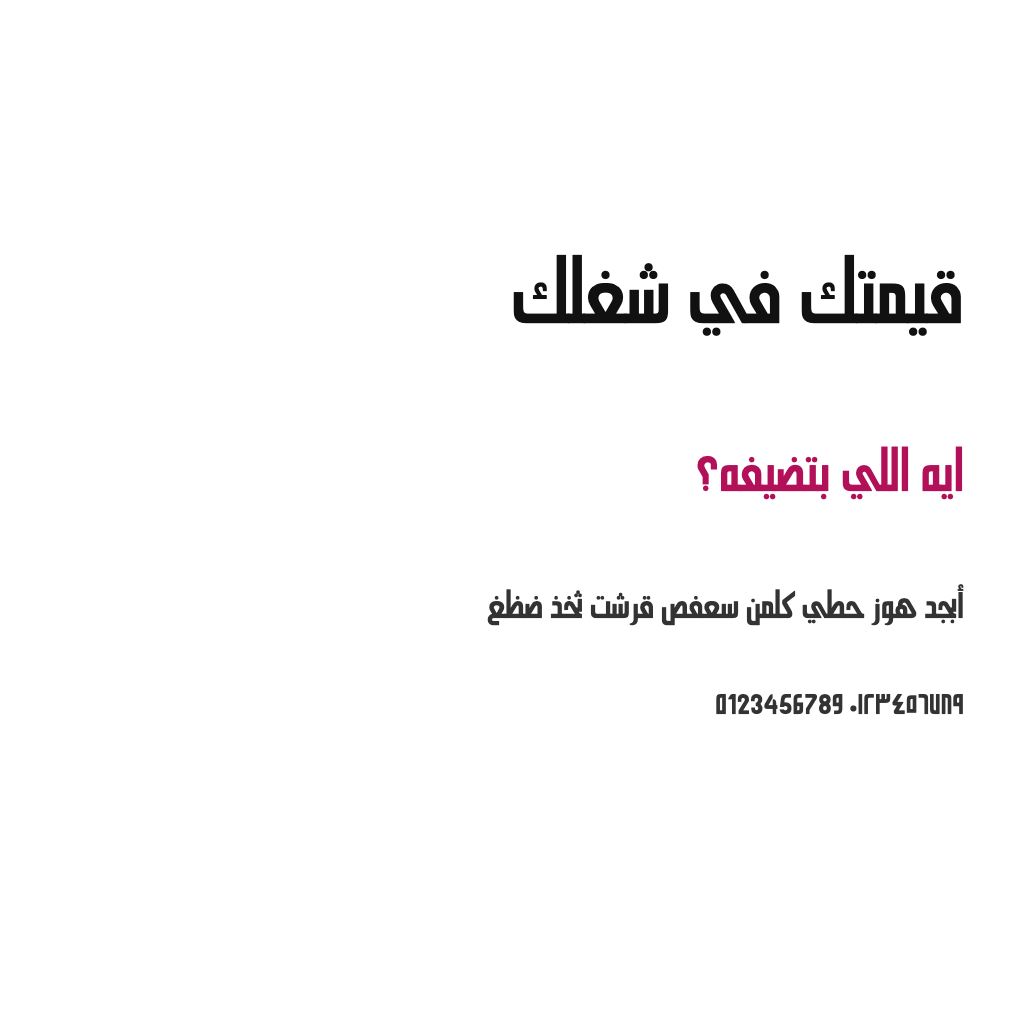 قيمتك في شغلك
ايه اللي بتضيفه؟
أبجد هوز حطي كلمن سعفص قرشت ثخذ ضظغ
٠١٢٣٤٥٦٧٨٩ 0123456789